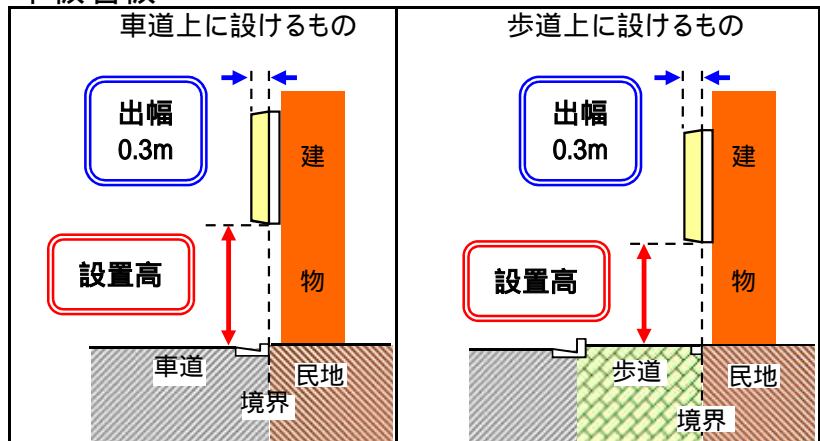 車道上に設けるもの
出幅
0.3m
建
物
設置高
車道
民地
境界
歩道上に設けるもの
出幅
0.3m
建
物
設置高
歩道
民地
境界